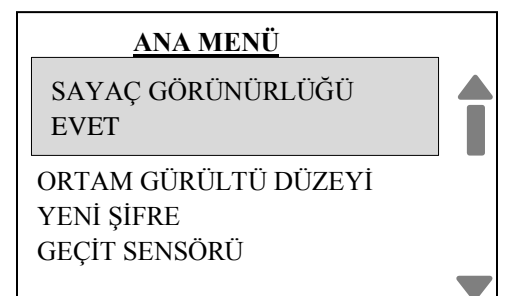 ANA MENÜ
SAYAÇ GÖRÜNÜRLÜĞÜ
EVET
ORTAM GÜRÜLTÜ DÜZEYİ
YENİ ŞİFRE
GEÇİT SENSÖRÜ